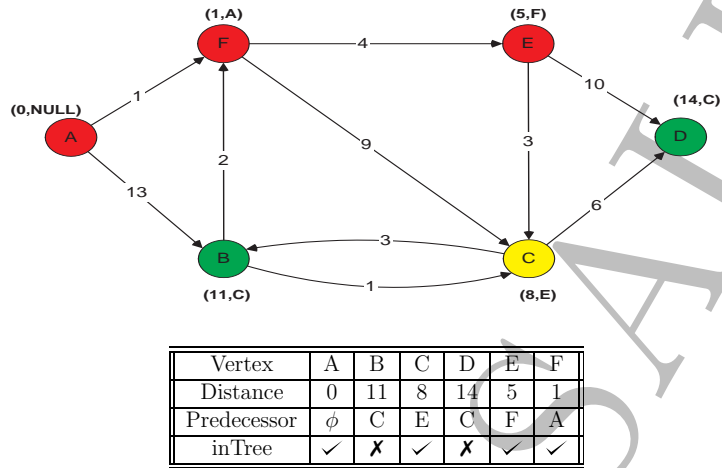 (1,A)
(5,F)
F
4
E
10
(0,NULL)
1
(14,C)
A
D
2
9
3
13
6
3
B
C
1
(11,C)
(8,E)
Vertex A B C D E F
Distance 0 11 8 14 5 1
Predecessor ϕ C E C F A
inTree ✓ ✗ ✓ ✗ ✓ ✓
SAL